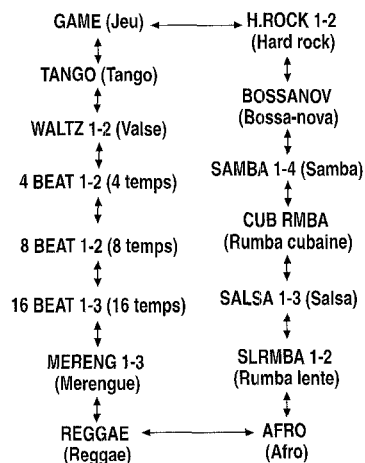 GAME (Jeu)
TANGO (Tango)
WALTZ 1-2 (Valse)
4 BEAT 1-2 (4 temps)
8 BEAT 1-2 (8 temps)
16 BEAT 1-3 (16 temps)
MERENG 1-3
(Merengue)
REGGAE
(Reggae)
H.ROCK 1-2
(Hard rock)
BOSSANOV
(Bossa-nova)
SAMBA 1-4 (Samba)
CUB RMBA
(Rumba cubaine)
SALSA 1-3 (Salsa)
SLRMBA 1-2
(Rumba lente)
AFRO
(Afro)